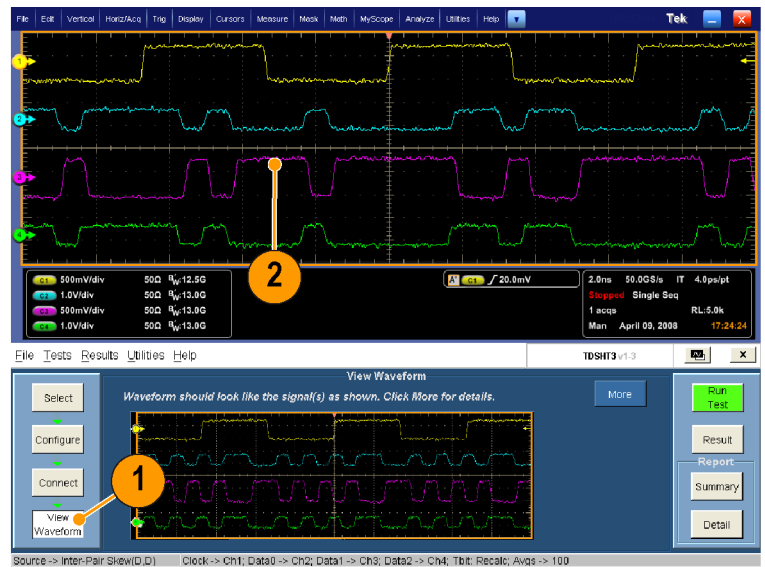 File Edit Vertical Horiz/Acq Trig Display Cursors Measure Mask Math MyScope Analyze Utilities Help Tek X
1
2
3
4
2
C1 500mV/div 50Ω BW:12.5G
C2 1.0V/div 50Ω BW:13.0G
C3 500mV/div 50Ω BW:13.0G
C4 1.0V/div 50Ω BW:13.0G
A' C1 20.0mV
2.0ns 50.0GS/s IT 4.0ps/pt
Stopped Single Seq
1 acqs RL:5.0k
Man April 09, 2008 17:24:24
File Tests Results Utilities Help TDSHT3 v1-3 x
View Waveform
Waveform should look like the signal(s) as shown. Click More for details.
More
Select
Configure
Connect
View
Waveform
1
Run
Test
Result
Report
Summary
Detail
Source -> Inter-Pair Skew(D,D) Clock -> Ch1; Data0 -> Ch2; Data1 -> Ch3; Data2 -> Ch4; Tbit: Recalc; Avgs -> 100